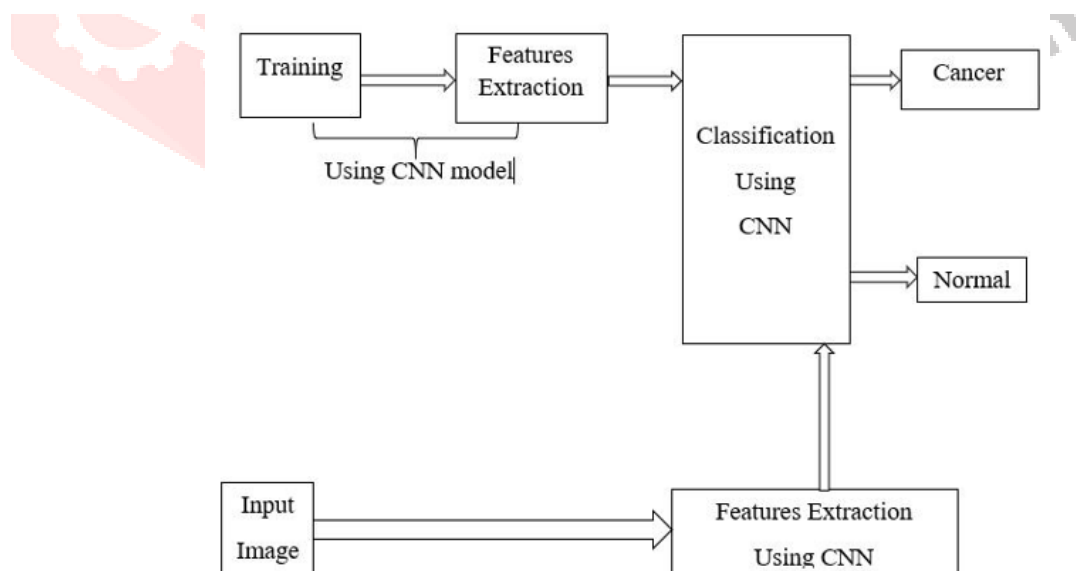 Training
Features
Extraction
Using CNN model
Classification
Using
CNN
Cancer
Normal
Input
Image
Features Extraction
Using CNN